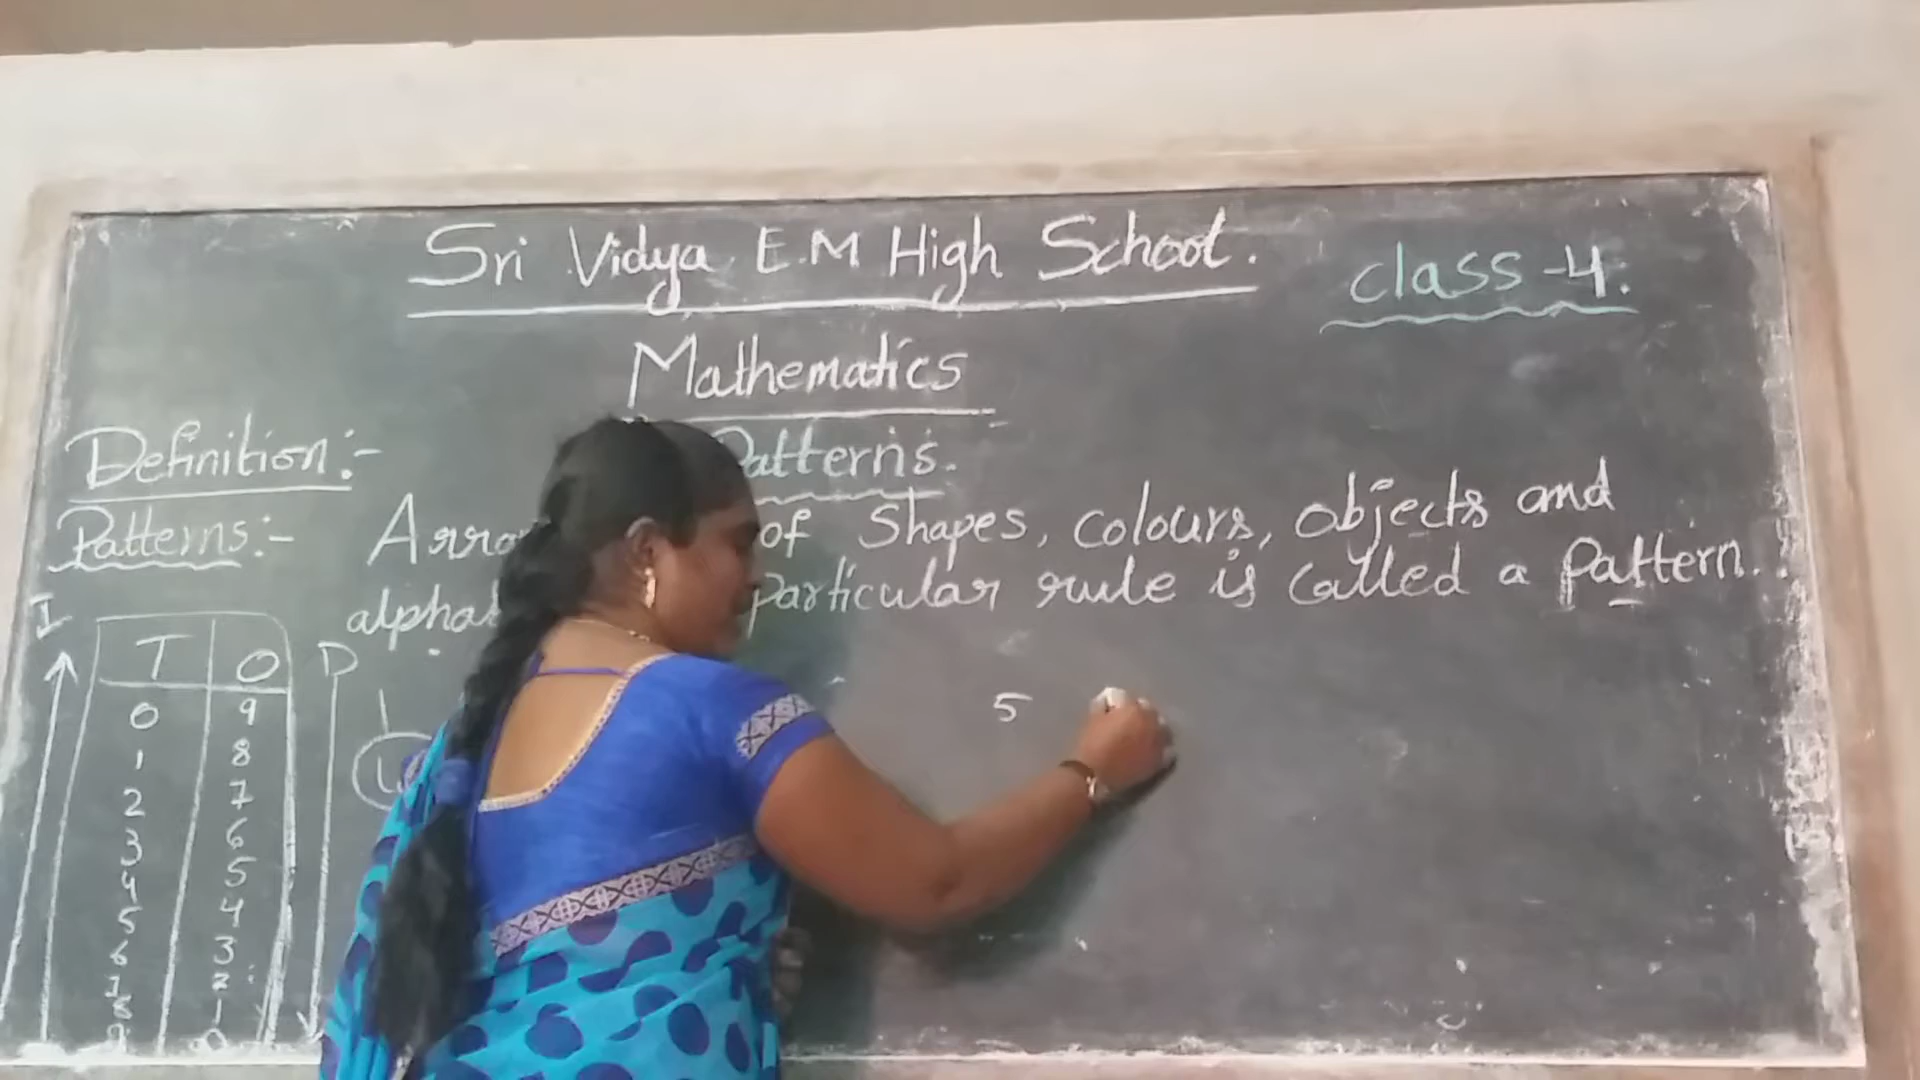 Sri Vidya E.M High School.
class-4.
Mathematics
Patterns.
Definition:-
Patterns:- of Shapes, colours, objects and
particular rule is called a pattern.
I
T O D
0 9
1 8
2 7
3 6
4 5
5 4
6 3
7 2
8 1
9 0
5